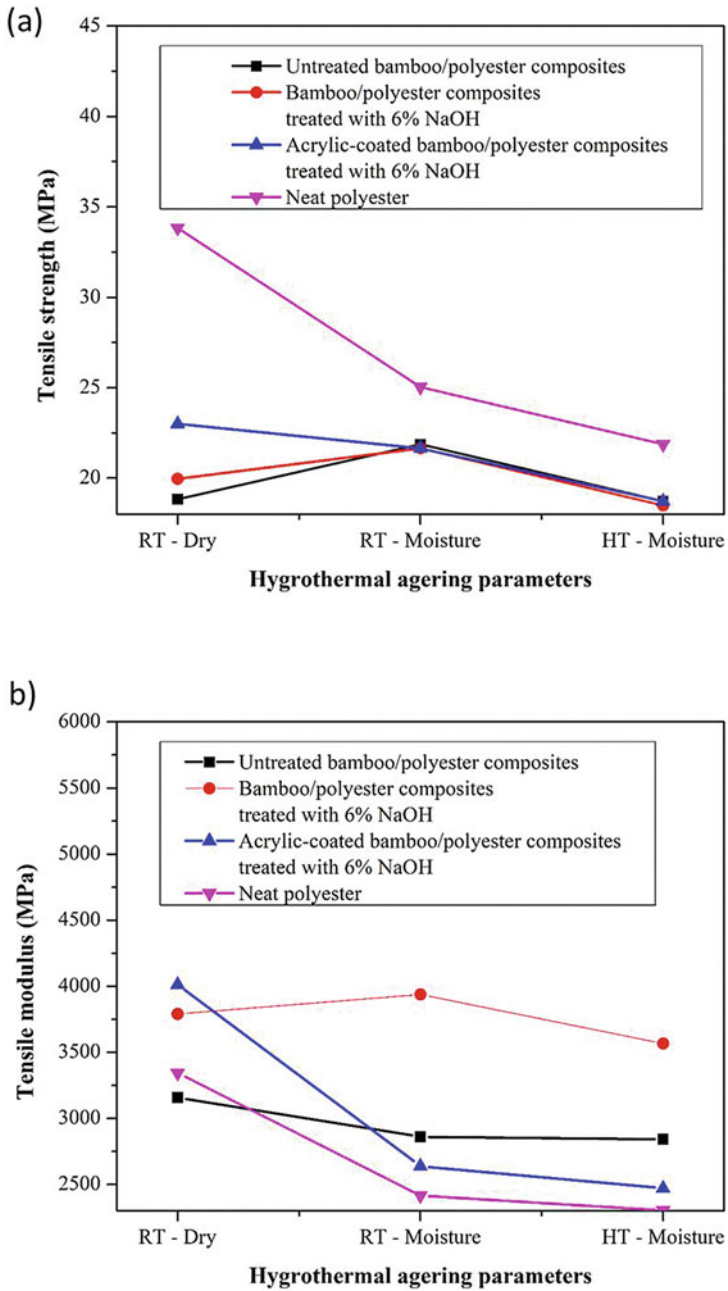 (a)
45
40
35
30
25
20
Tensile strength (MPa)
Untreated bamboo/polyester composites
Bamboo/polyester composites
treated with 6% NaOH
Acrylic-coated bamboo/polyester composites
treated with 6% NaOH
Neat polyester
RT - Dry RT - Moisture HT - Moisture
Hygrothermal agering parameters
b)
6000
5500
5000
4500
4000
3500
3000
2500
Tensile modulus (MPa)
Untreated bamboo/polyester composites
Bamboo/polyester composites
treated with 6% NaOH
Acrylic-coated bamboo/polyester composites
treated with 6% NaOH
Neat polyester
RT - Dry RT - Moisture HT - Moisture
Hygrothermal agering parameters